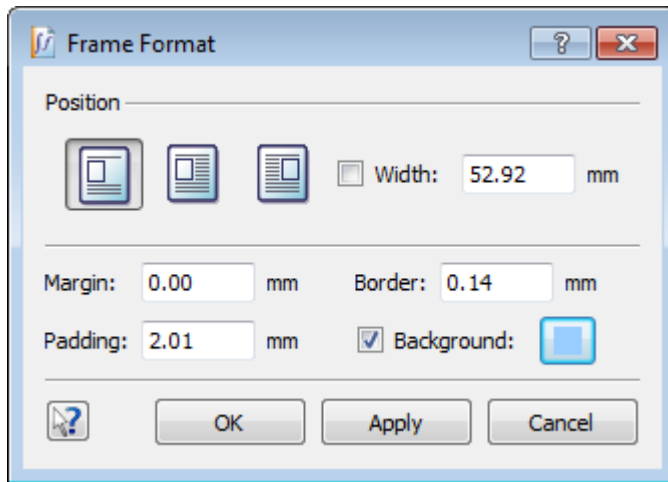 Frame Format
Position
Width: 52.92 mm
Margin: 0.00 mm Border: 0.14 mm
Padding: 2.01 mm Background:
OK Apply Cancel